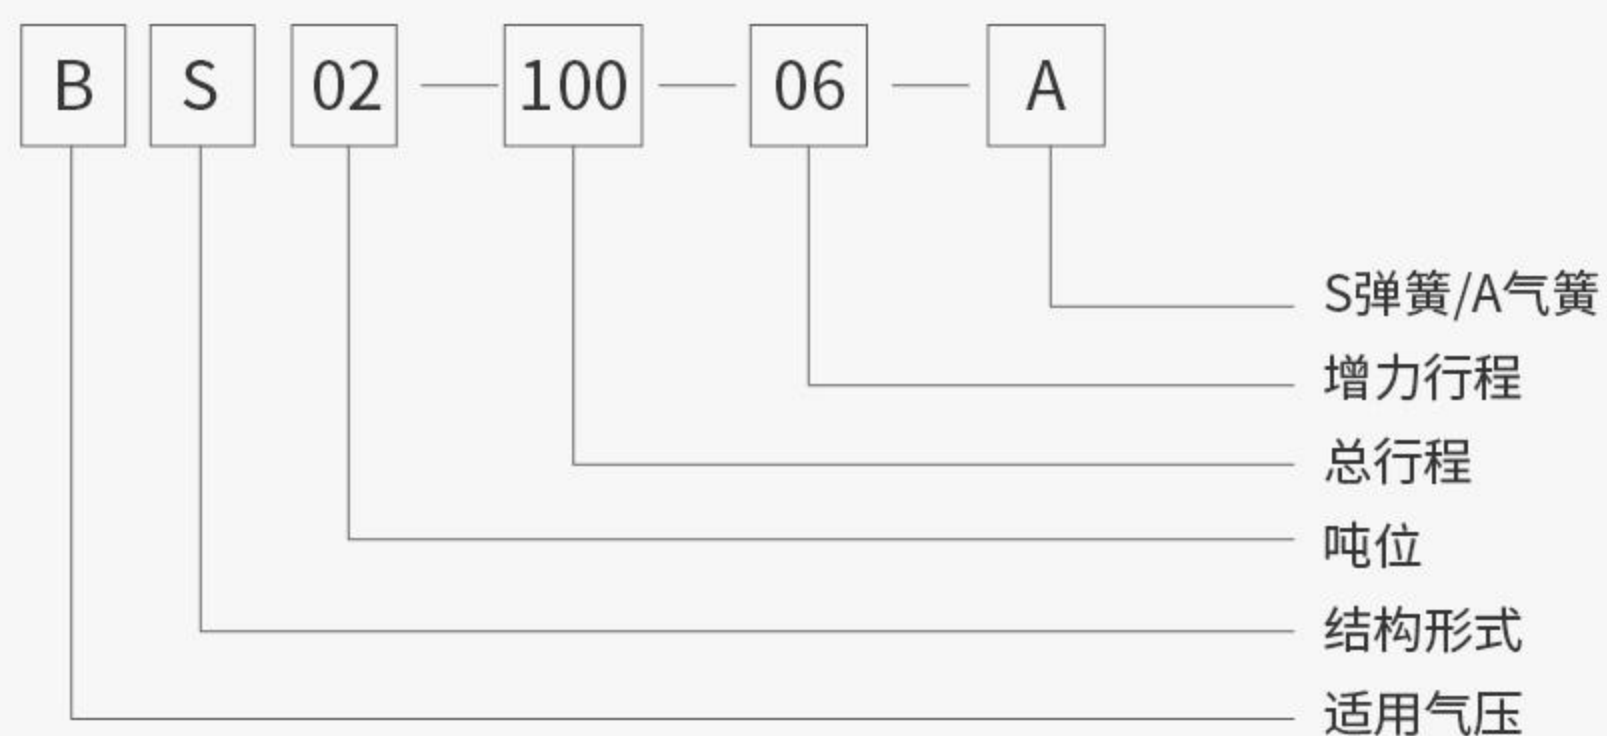 B S 02 — 100 — 06 — A
S弹簧/A气簧
增力行程
总行程
吨位
结构形式
适用气压